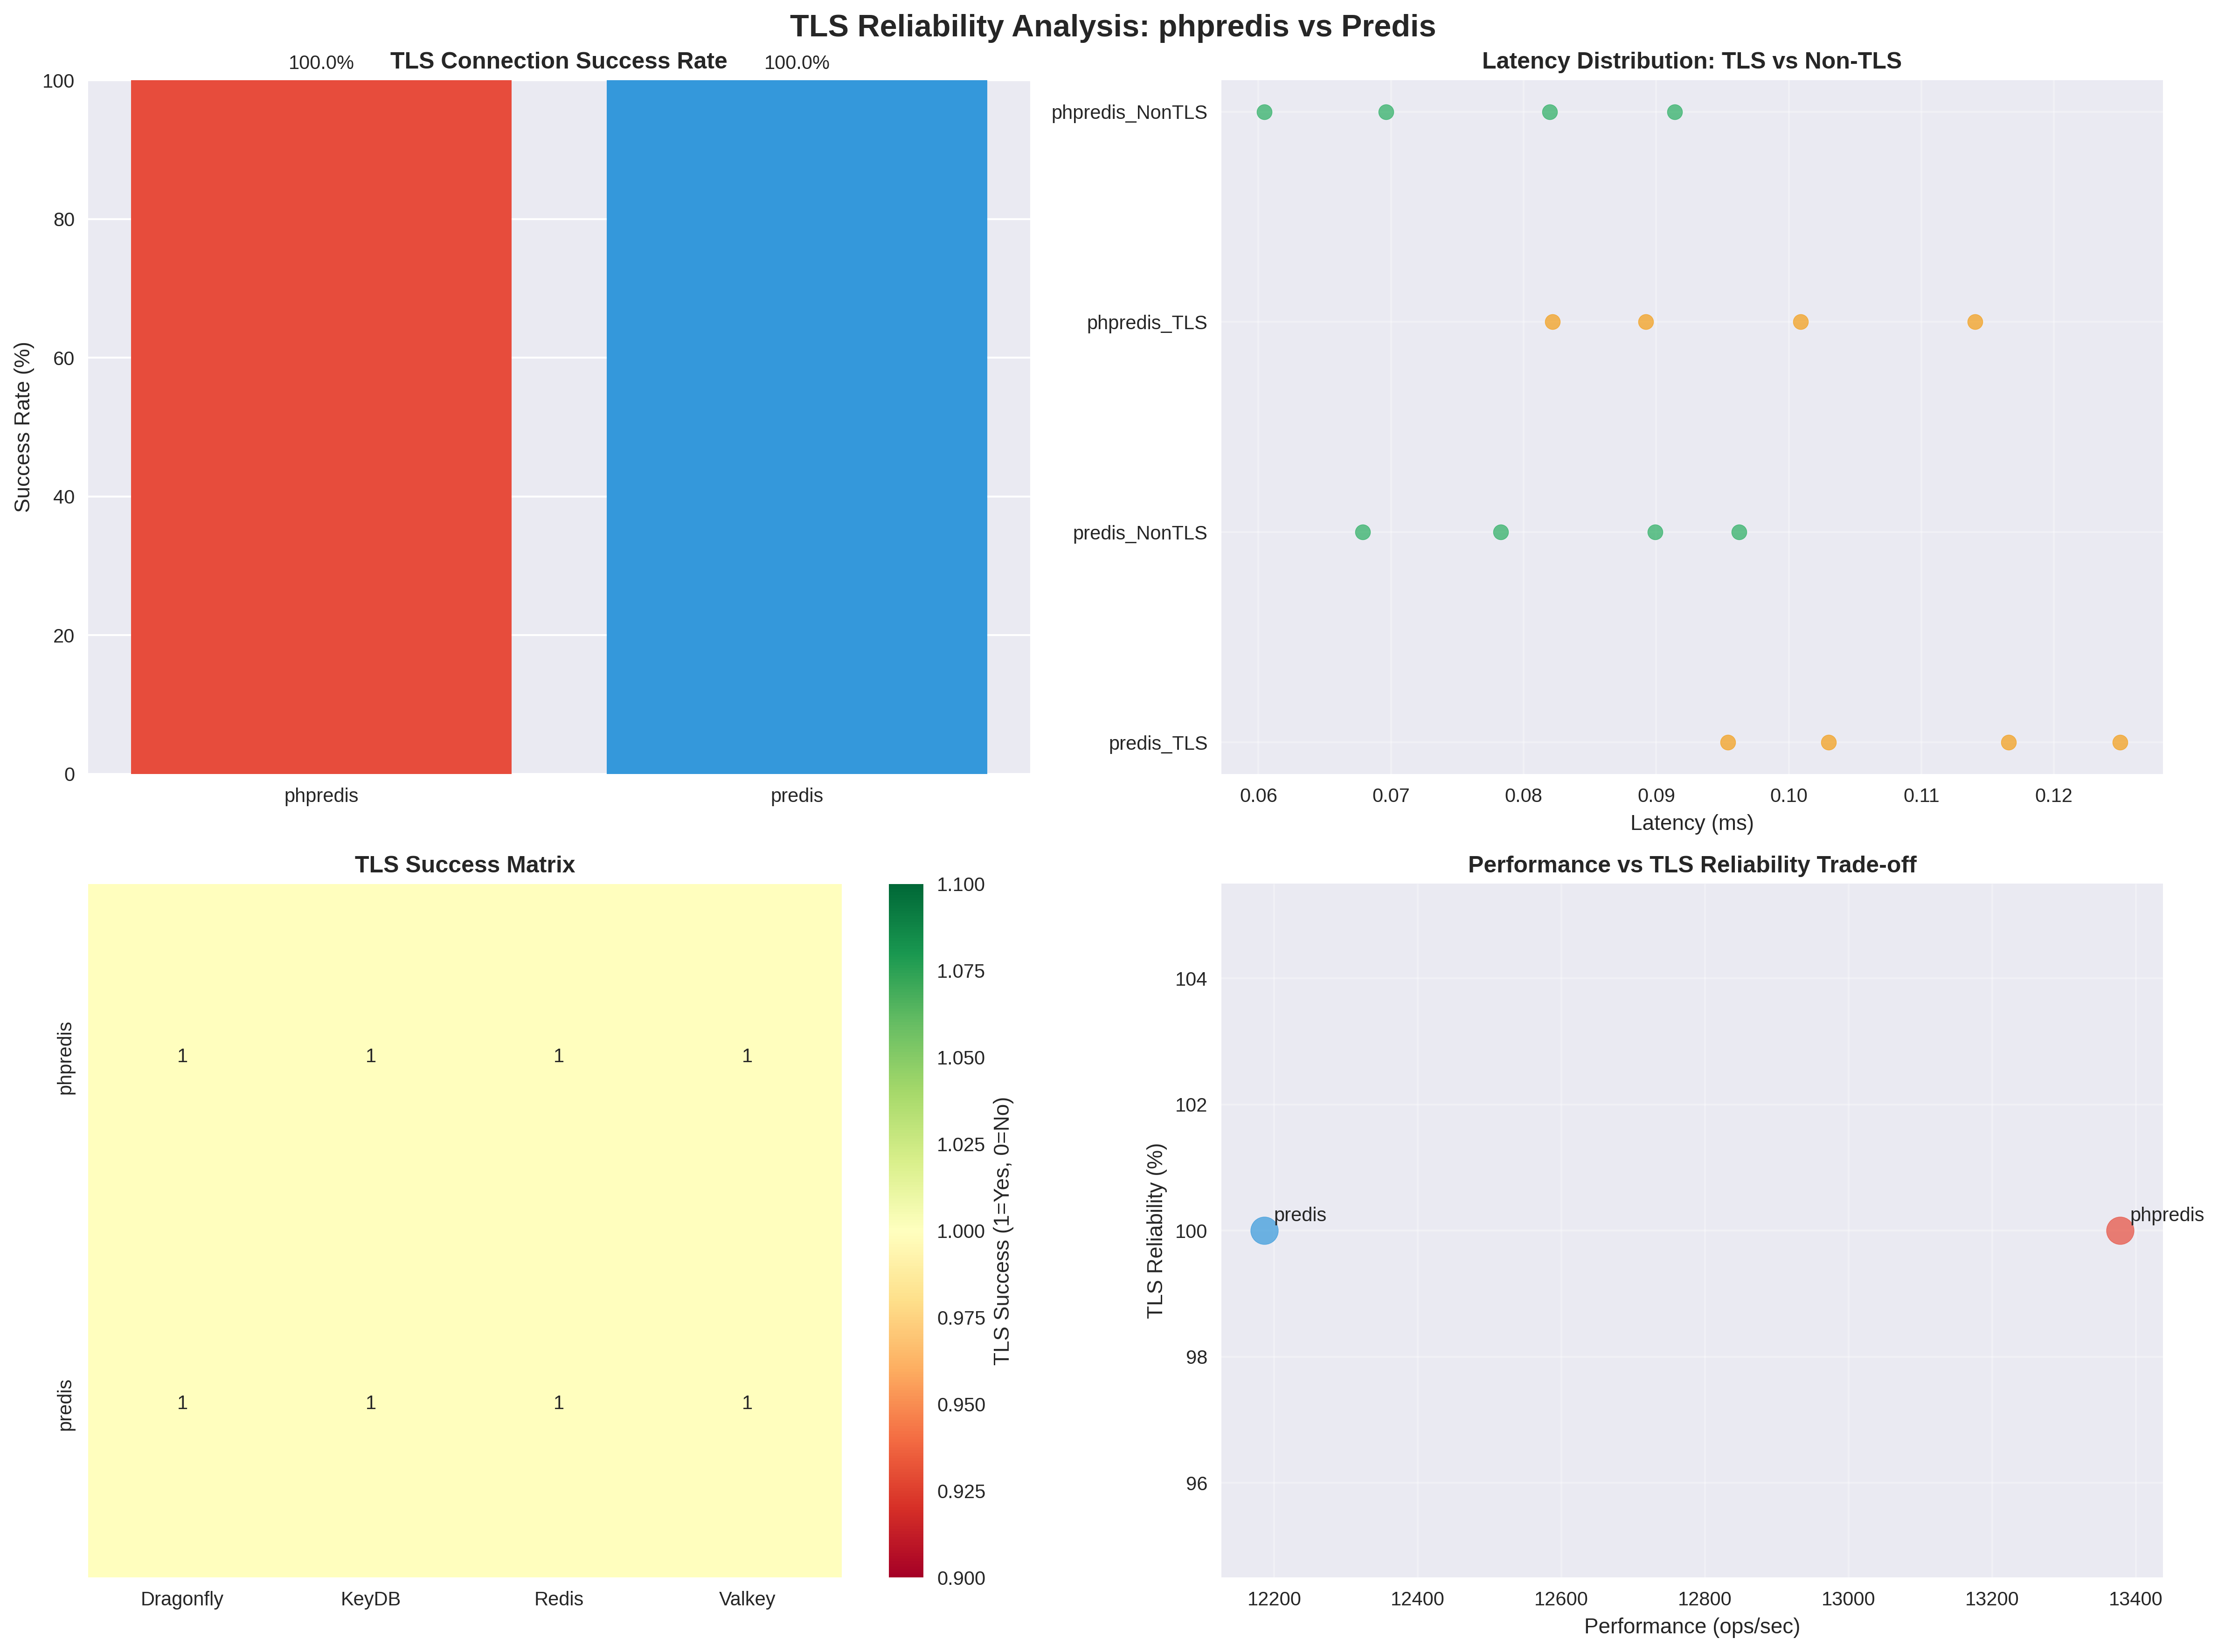 TLS Reliability Analysis: phpredis vs Predis
TLS Connection Success Rate
100.0%
100.0%
100
80
60
40
20
0
Success Rate (%)
phpredis
predis
Latency Distribution: TLS vs Non-TLS
phpredis_NonTLS
phpredis_TLS
predis_NonTLS
predis_TLS
0.06
0.07
0.08
0.09
0.10
0.11
0.12
Latency (ms)
TLS Success Matrix
phpredis
1
1
1
1
predis
1
1
1
1
Dragonfly
KeyDB
Redis
Valkey
1.100
1.075
1.050
1.025
1.000
0.975
0.950
0.925
0.900
TLS Success (1=Yes, 0=No)
Performance vs TLS Reliability Trade-off
104
102
100
98
96
TLS Reliability (%)
predis
phpredis
12200
12400
12600
12800
13000
13200
13400
Performance (ops/sec)